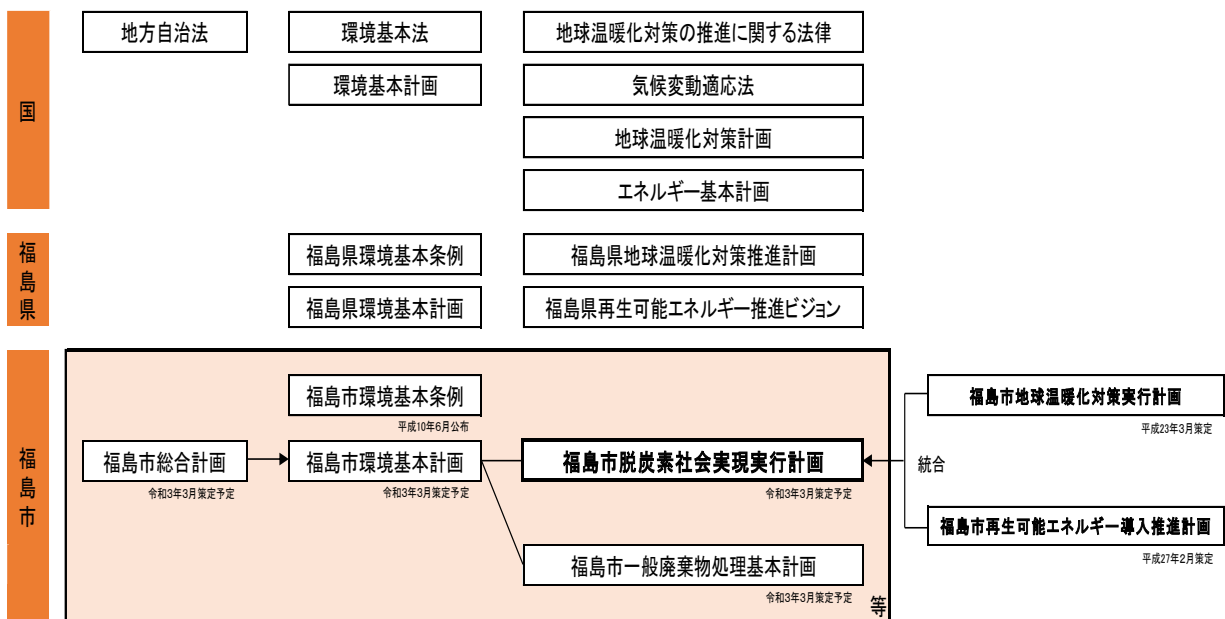 国
地方自治法
環境基本法
地球温暖化対策の推進に関する法律
環境基本計画
気候変動適応法
地球温暖化対策計画
エネルギー基本計画
福島県
福島県環境基本条例
福島県地球温暖化対策推進計画
福島県環境基本計画
福島県再生可能エネルギー推進ビジョン
福島市
福島市環境基本条例
平成10年6月公布
福島市総合計画
令和3年3月策定予定
福島市環境基本計画
令和3年3月策定予定
福島市脱炭素社会実現実行計画
令和3年3月策定予定
福島市一般廃棄物処理基本計画
令和3年3月策定予定
等
統合
福島市地球温暖化対策実行計画
平成23年3月策定
福島市再生可能エネルギー導入推進計画
平成27年2月策定